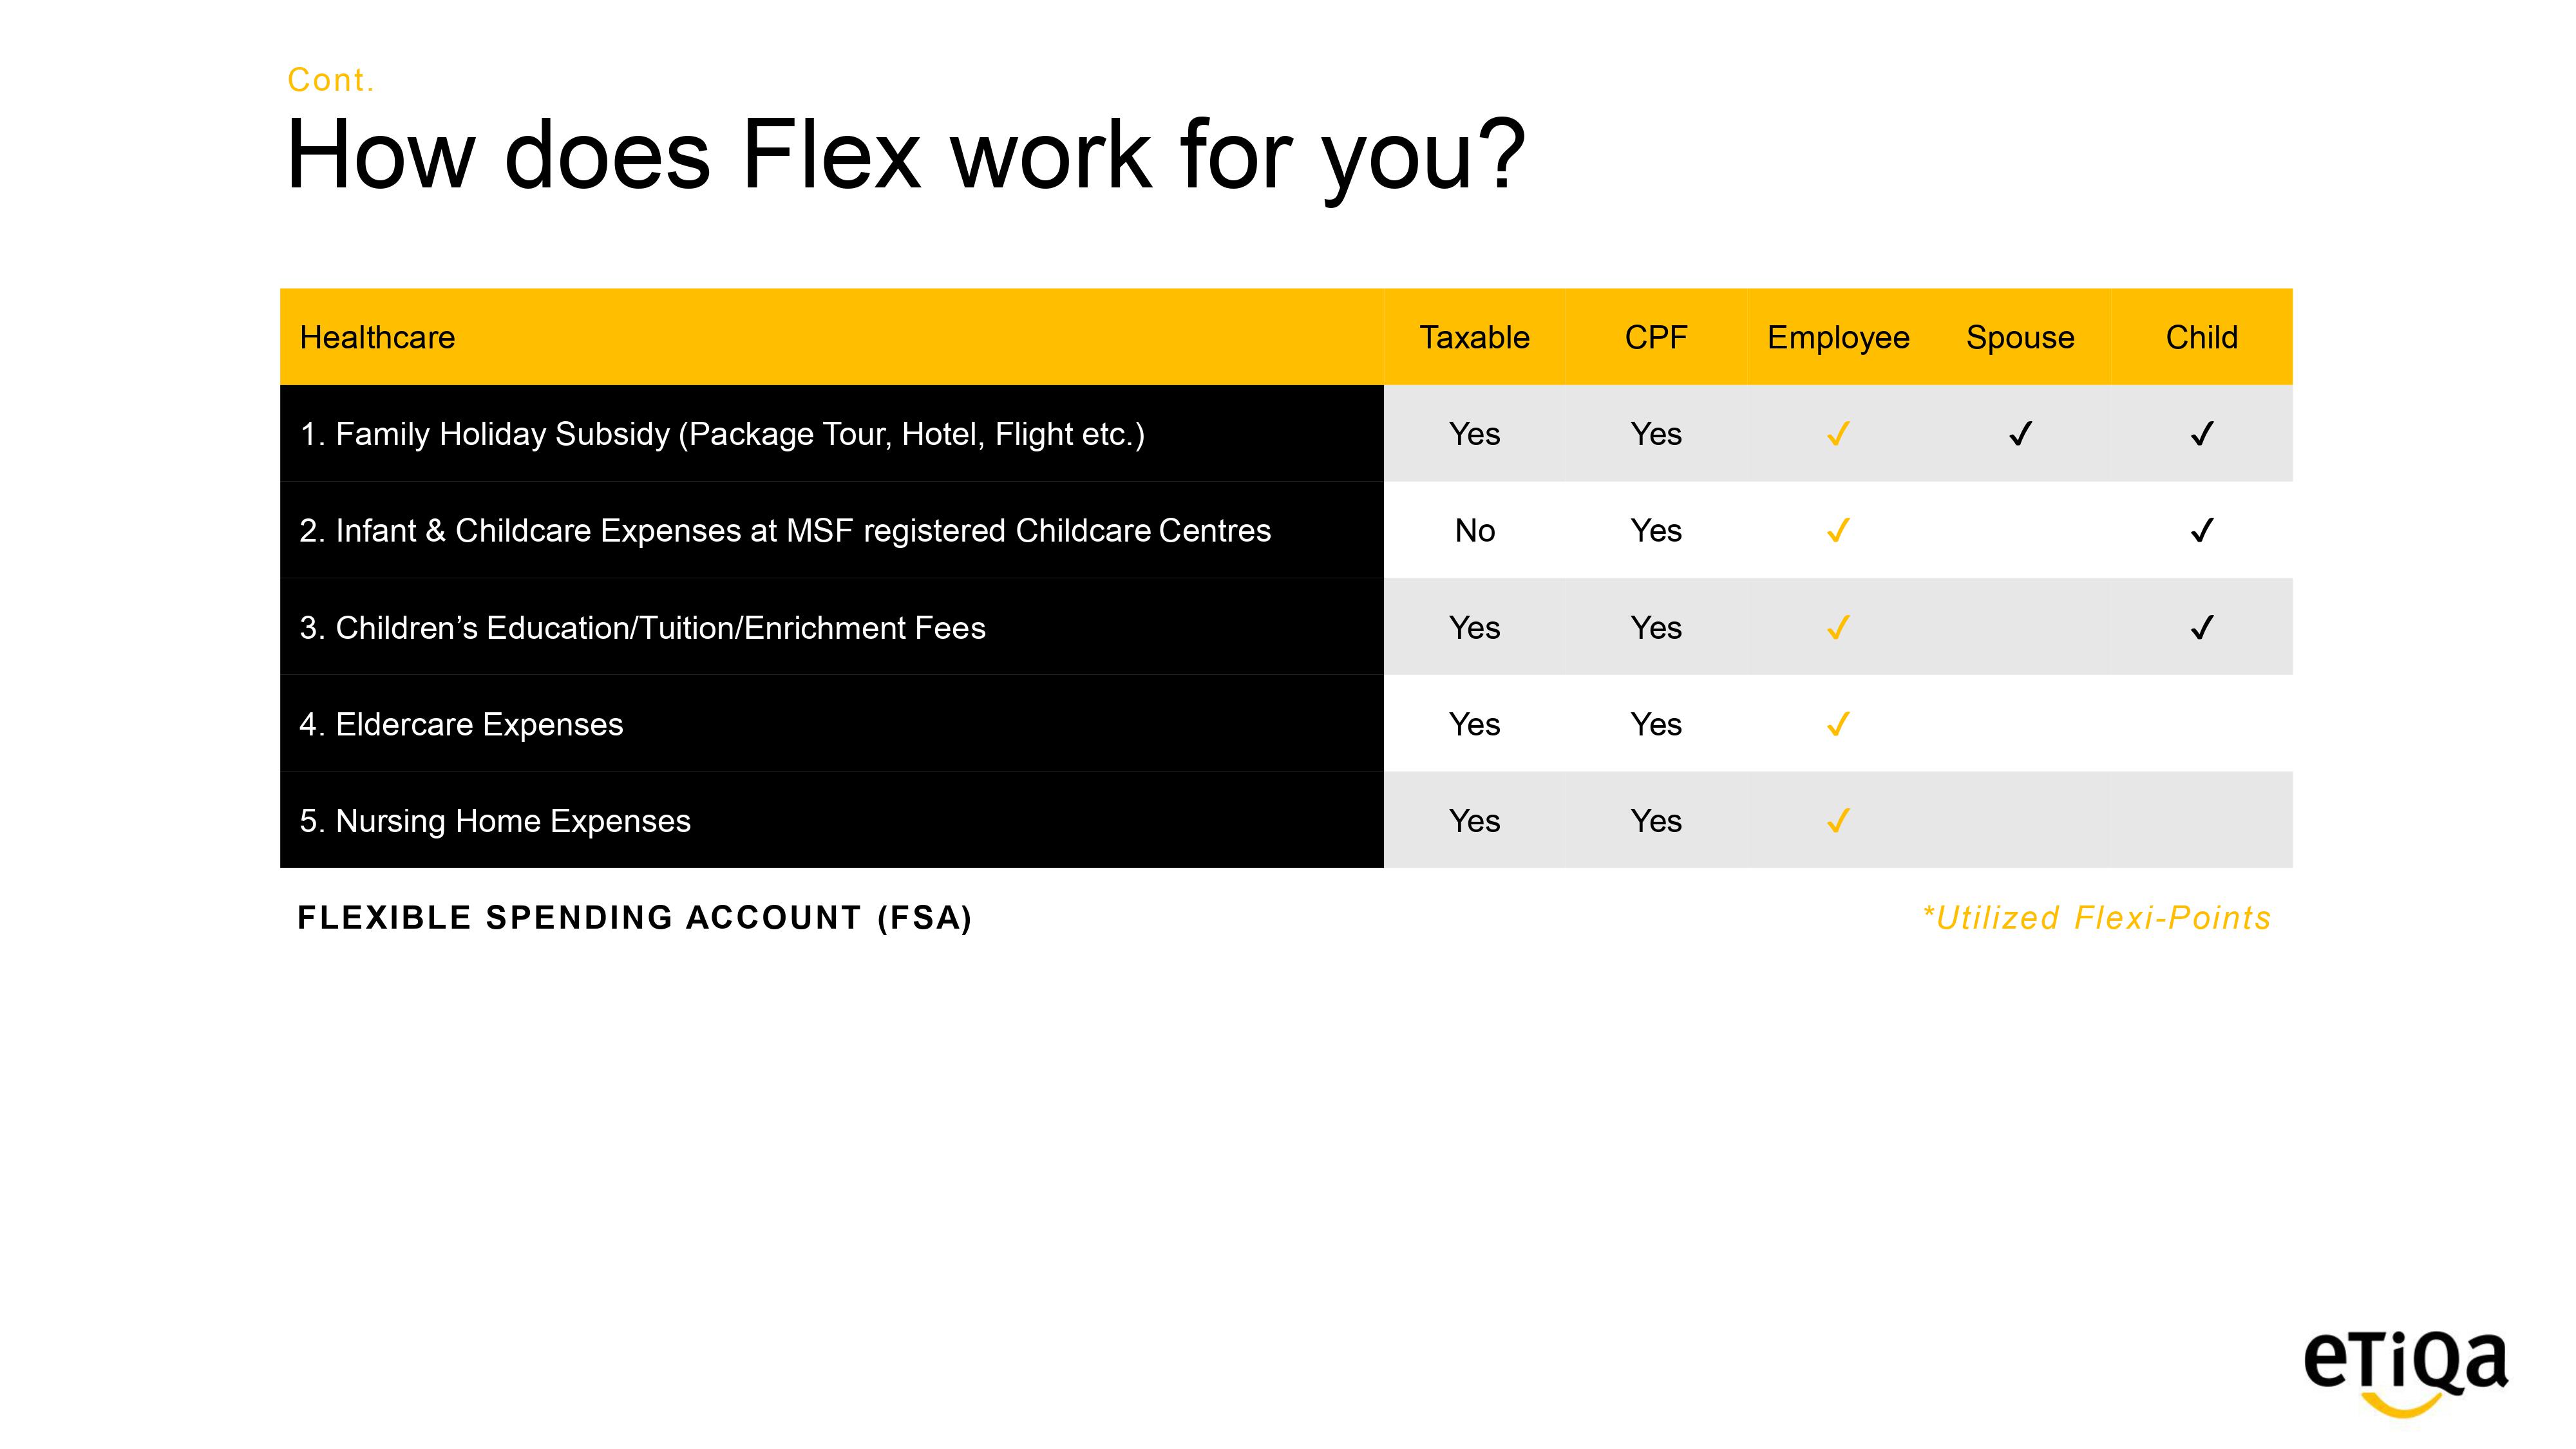 Cont.
How does Flex work for you?
Healthcare Taxable CPF Employee Spouse Child
1. Family Holiday Subsidy (Package Tour, Hotel, Flight etc.) Yes Yes ✓ ✓ ✓
2. Infant & Childcare Expenses at MSF registered Childcare Centres No Yes ✓ ✓
3. Children’s Education/Tuition/Enrichment Fees Yes Yes ✓ ✓
4. Eldercare Expenses Yes Yes ✓
5. Nursing Home Expenses Yes Yes ✓
FLEXIBLE SPENDING ACCOUNT (FSA) *Utilized Flexi-Points
eTiQa